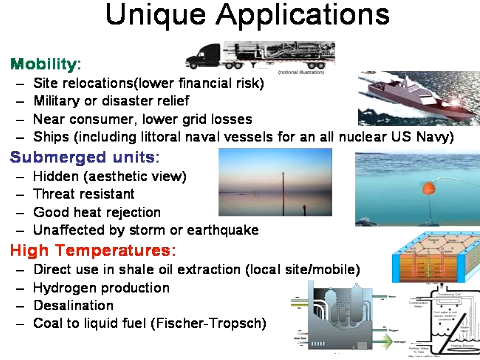 Unique Applications
(notional illustration)
Mobility:
– Site relocations(lower financial risk)
– Military or disaster relief
– Near consumer, lower grid losses
– Ships (including littoral naval vessels for an all nuclear US Navy)
Submerged units:
– Hidden (aesthetic view)
– Threat resistant
– Good heat rejection
– Unaffected by storm or earthquake
High Temperatures:
– Direct use in shale oil extraction (local site/mobile)
– Hydrogen production
– Desalination
– Coal to liquid fuel (Fischer-Tropsch)